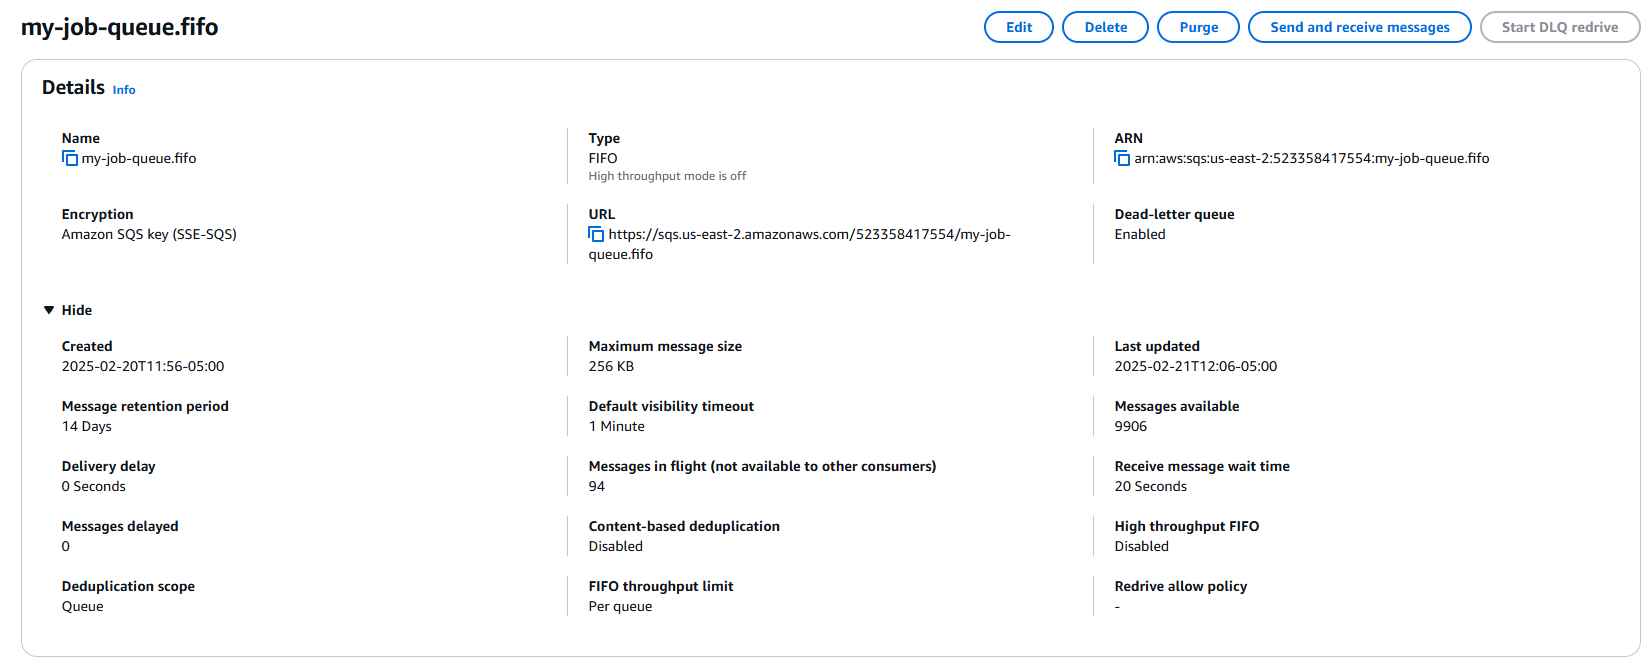 my-job-queue.fifo
Edit
Delete
Purge
Send and receive messages
Start DLQ redrive
Details Info
Name
my-job-queue.fifo
Type
FIFO
High throughput mode is off
ARN
arn:aws:sqs:us-east-2:523358417554:my-job-queue.fifo
Encryption
Amazon SQS key (SSE-SQS)
URL
https://sqs.us-east-2.amazonaws.com/523358417554/my-job-
queue.fifo
Dead-letter queue
Enabled
Hide
Created
2025-02-20T11:56-05:00
Maximum message size
256 KB
Last updated
2025-02-21T12:06-05:00
Message retention period
14 Days
Default visibility timeout
1 Minute
Messages available
9906
Delivery delay
0 Seconds
Messages in flight (not available to other consumers)
94
Receive message wait time
20 Seconds
Messages delayed
0
Content-based deduplication
Disabled
High throughput FIFO
Disabled
Deduplication scope
Queue
FIFO throughput limit
Per queue
Redrive allow policy
-